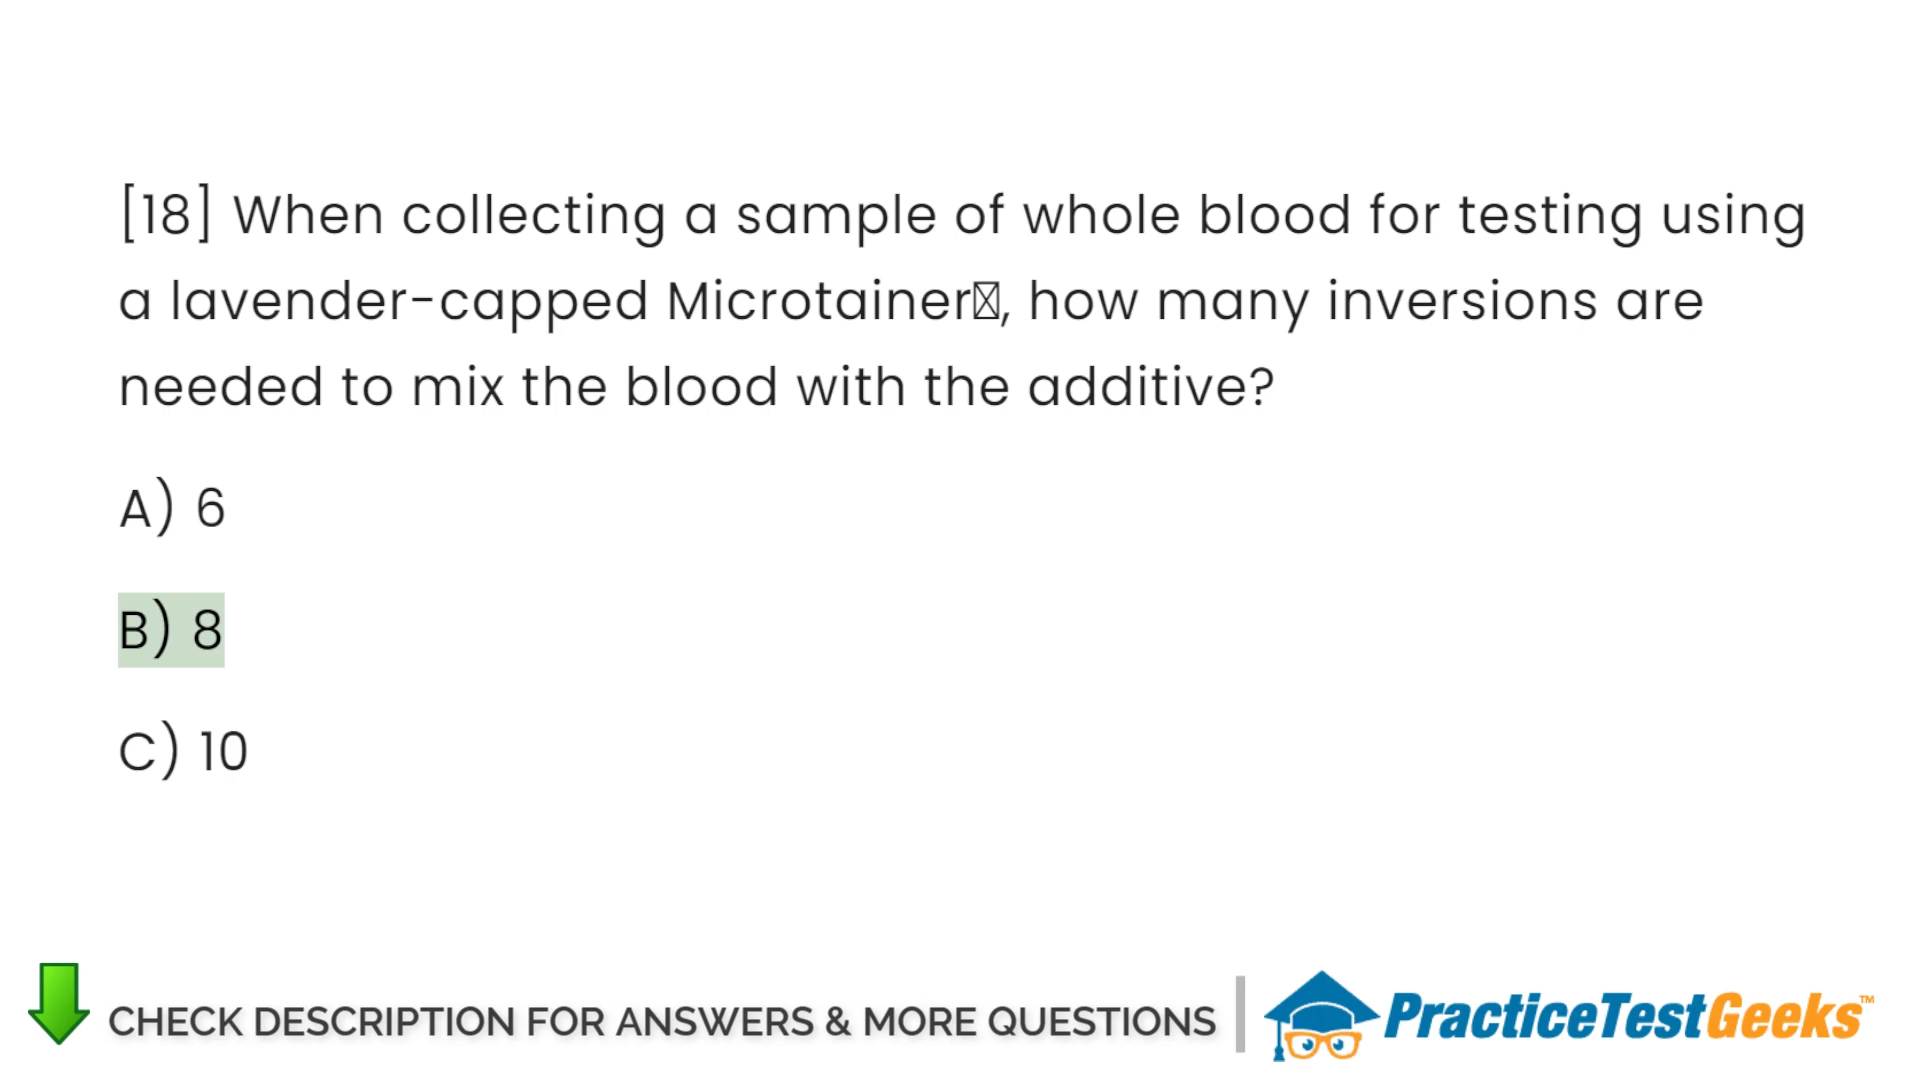 [18] When collecting a sample of whole blood for testing using
a lavender-capped Microtainer, how many inversions are
needed to mix the blood with the additive?
A) 6
B) 8
C) 10
CHECK DESCRIPTION FOR ANSWERS & MORE QUESTIONS
PracticeTestGeeks™